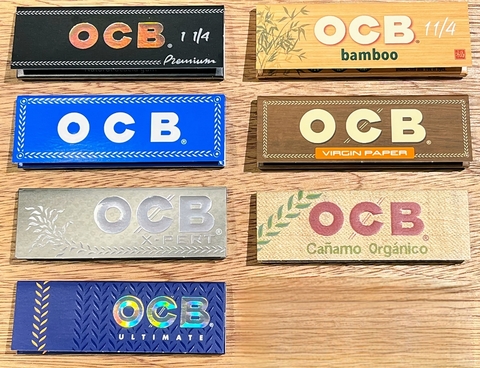 OCB® 1 1/4
Premium
OCB® 1 1/4
bamboo
OCB®
OCB®
VIRGIN PAPER
OCB®
X-PERT
OCB®
Cañamo Orgánico
OCB®
ULTIMATE